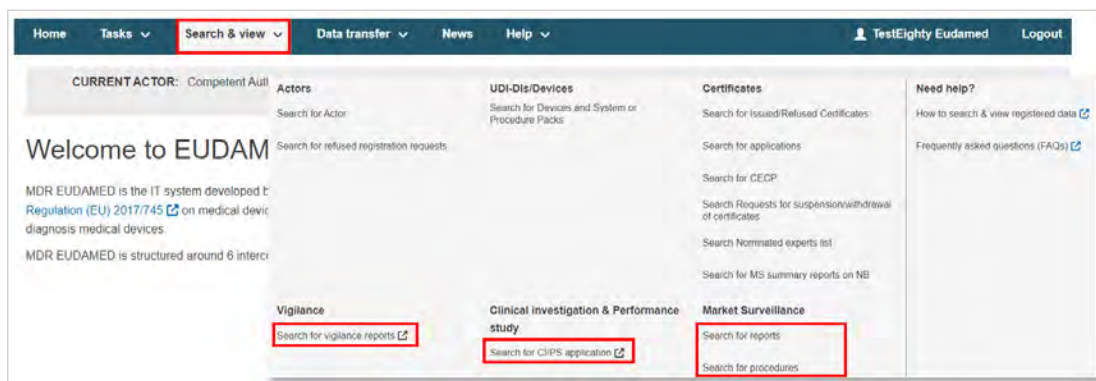 Home Tasks Search & view Data transfer News Help TestEighty Eudamed Logout
CURRENT ACTOR: Competent Auth
Welcome to EUDAM
MDR EUDAMED is the IT system developed b
Regulation (EU) 2017/745 on medical devic
diagnosis medical devices.
MDR EUDAMED is structured around 6 interc
Actors
Search for Actor
Search for refused registration requests
UDI-DIs/Devices
Search for Devices and System or
Procedure Packs
Certificates
Search for Issued/Refused Certificates
Search for applications
Search for CECP
Search Requests for suspension/withdrawal
of certificates
Search Nominated experts list
Search for MS summary reports on NB
Need help?
How to search & view registered data
Frequently asked questions (FAQs)
Vigilance
Search for vigilance reports
Clinical investigation & Performance
study
Search for CI/PS application
Market Surveillance
Search for reports
Search for procedures